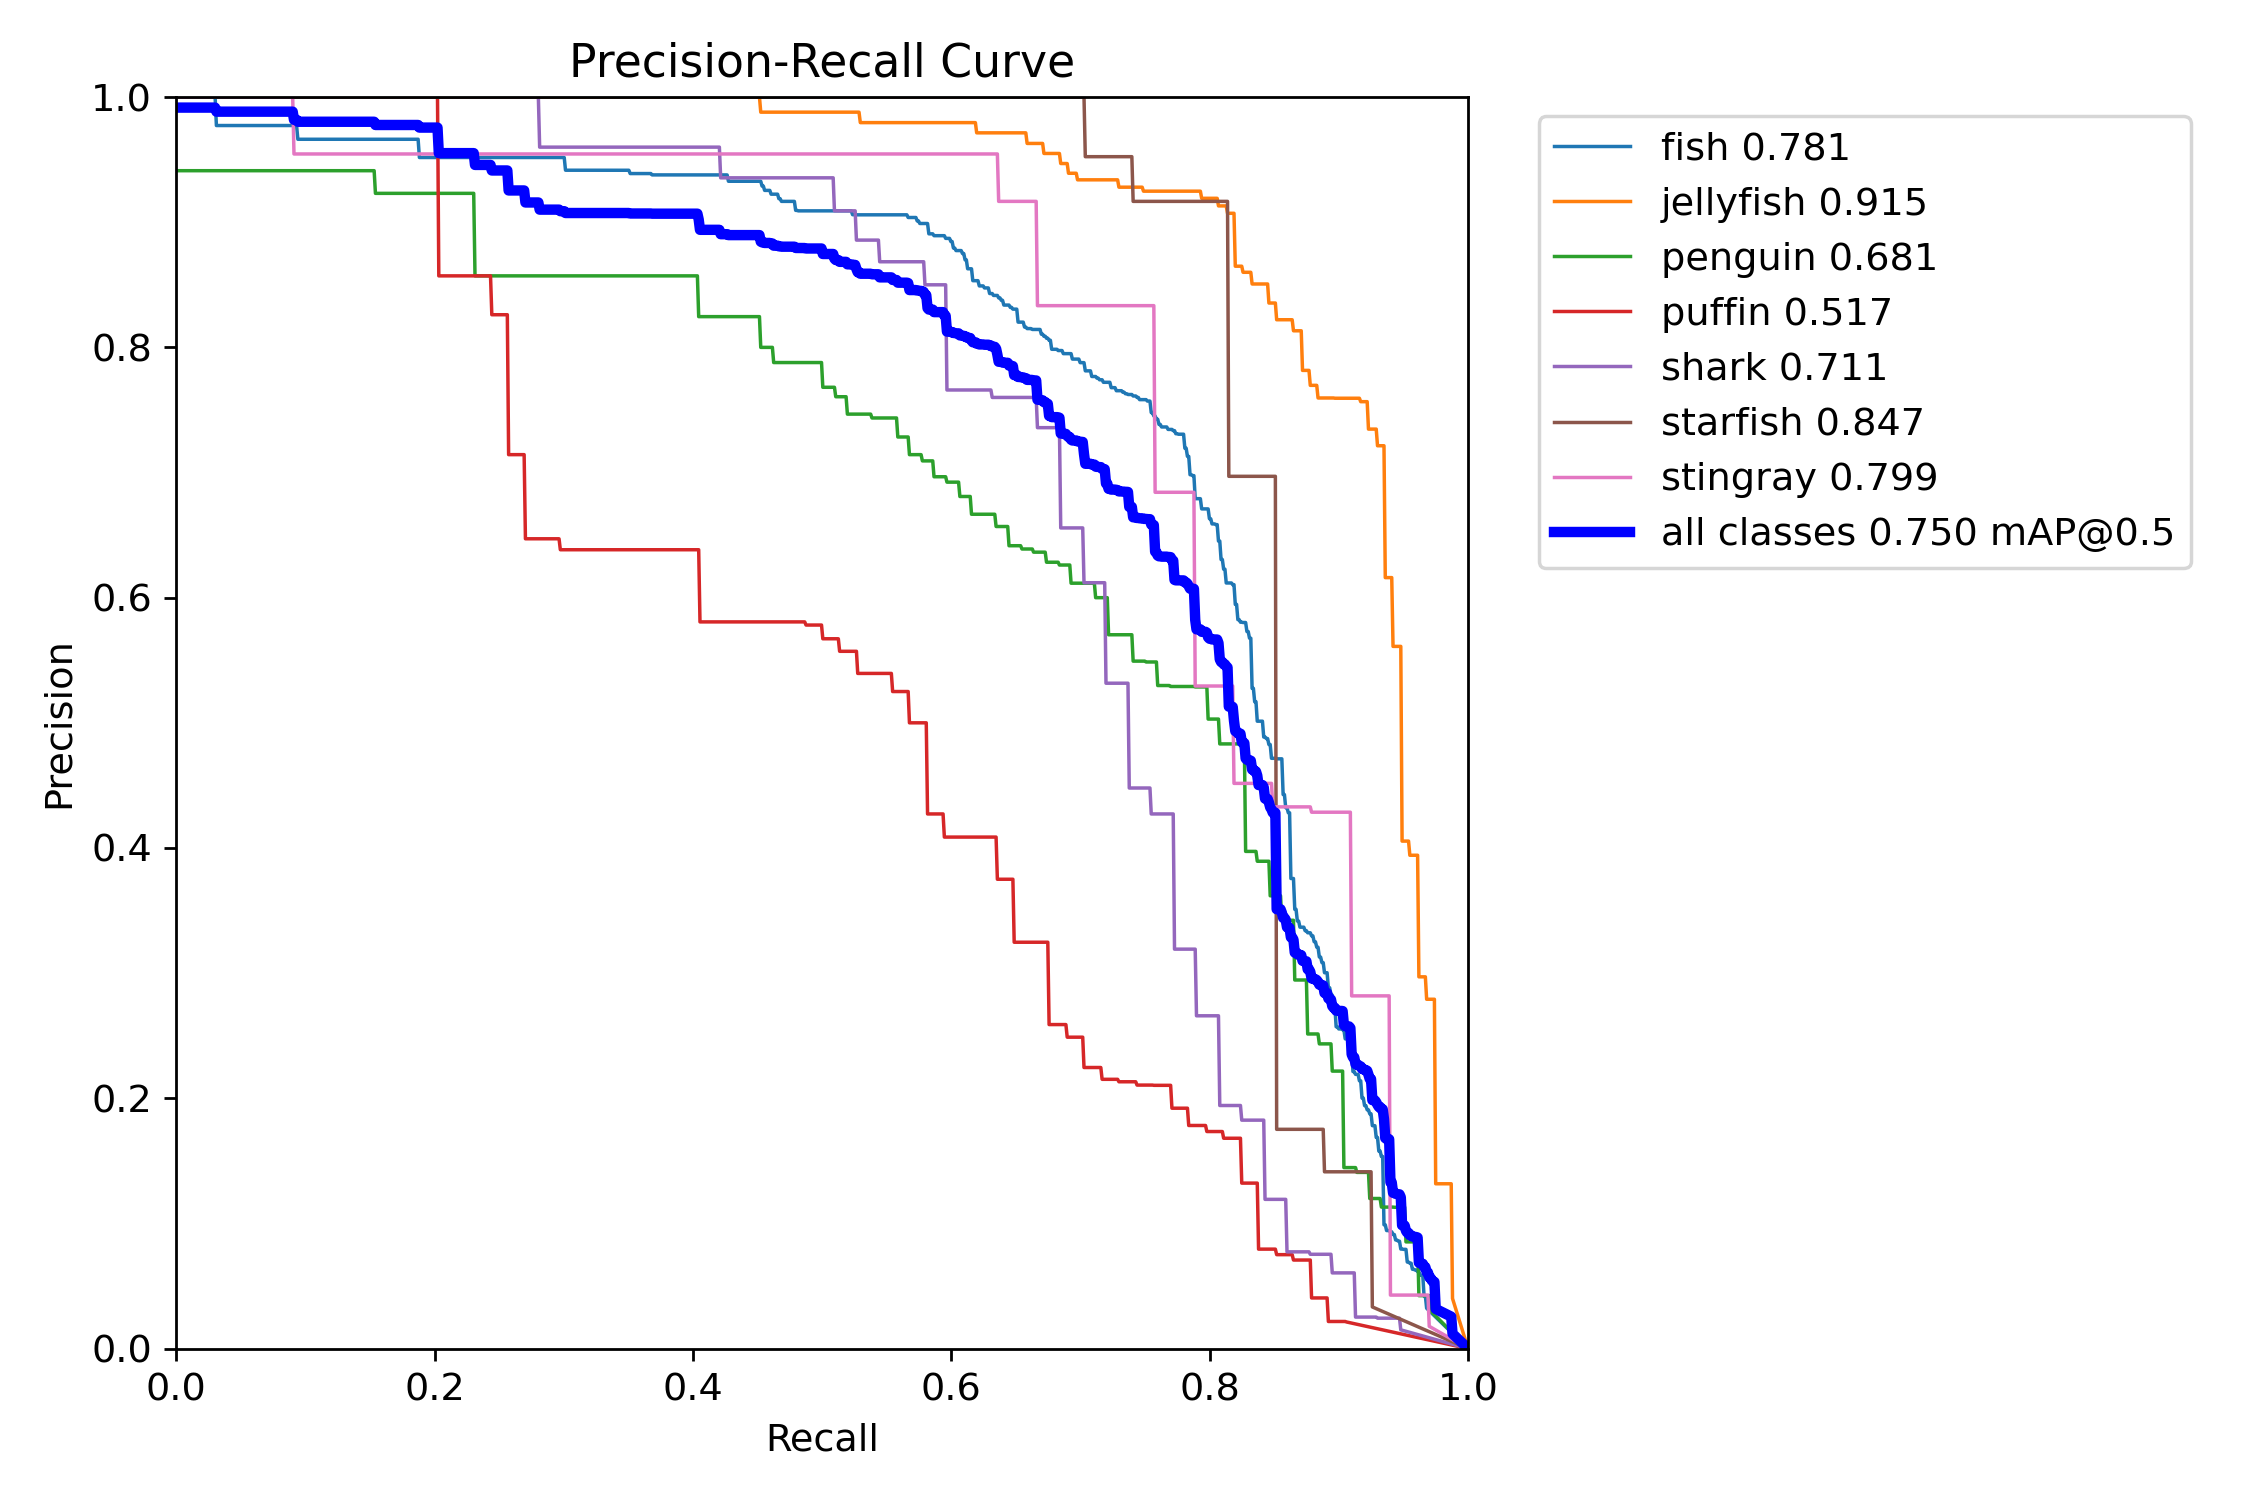 Precision-Recall Curve
1.0
0.8
0.6
0.4
0.2
0.0
Precision
0.0 0.2 0.4 0.6 0.8 1.0
Recall
fish 0.781
jellyfish 0.915
penguin 0.681
puffin 0.517
shark 0.711
starfish 0.847
stingray 0.799
all classes 0.750 mAP@0.5